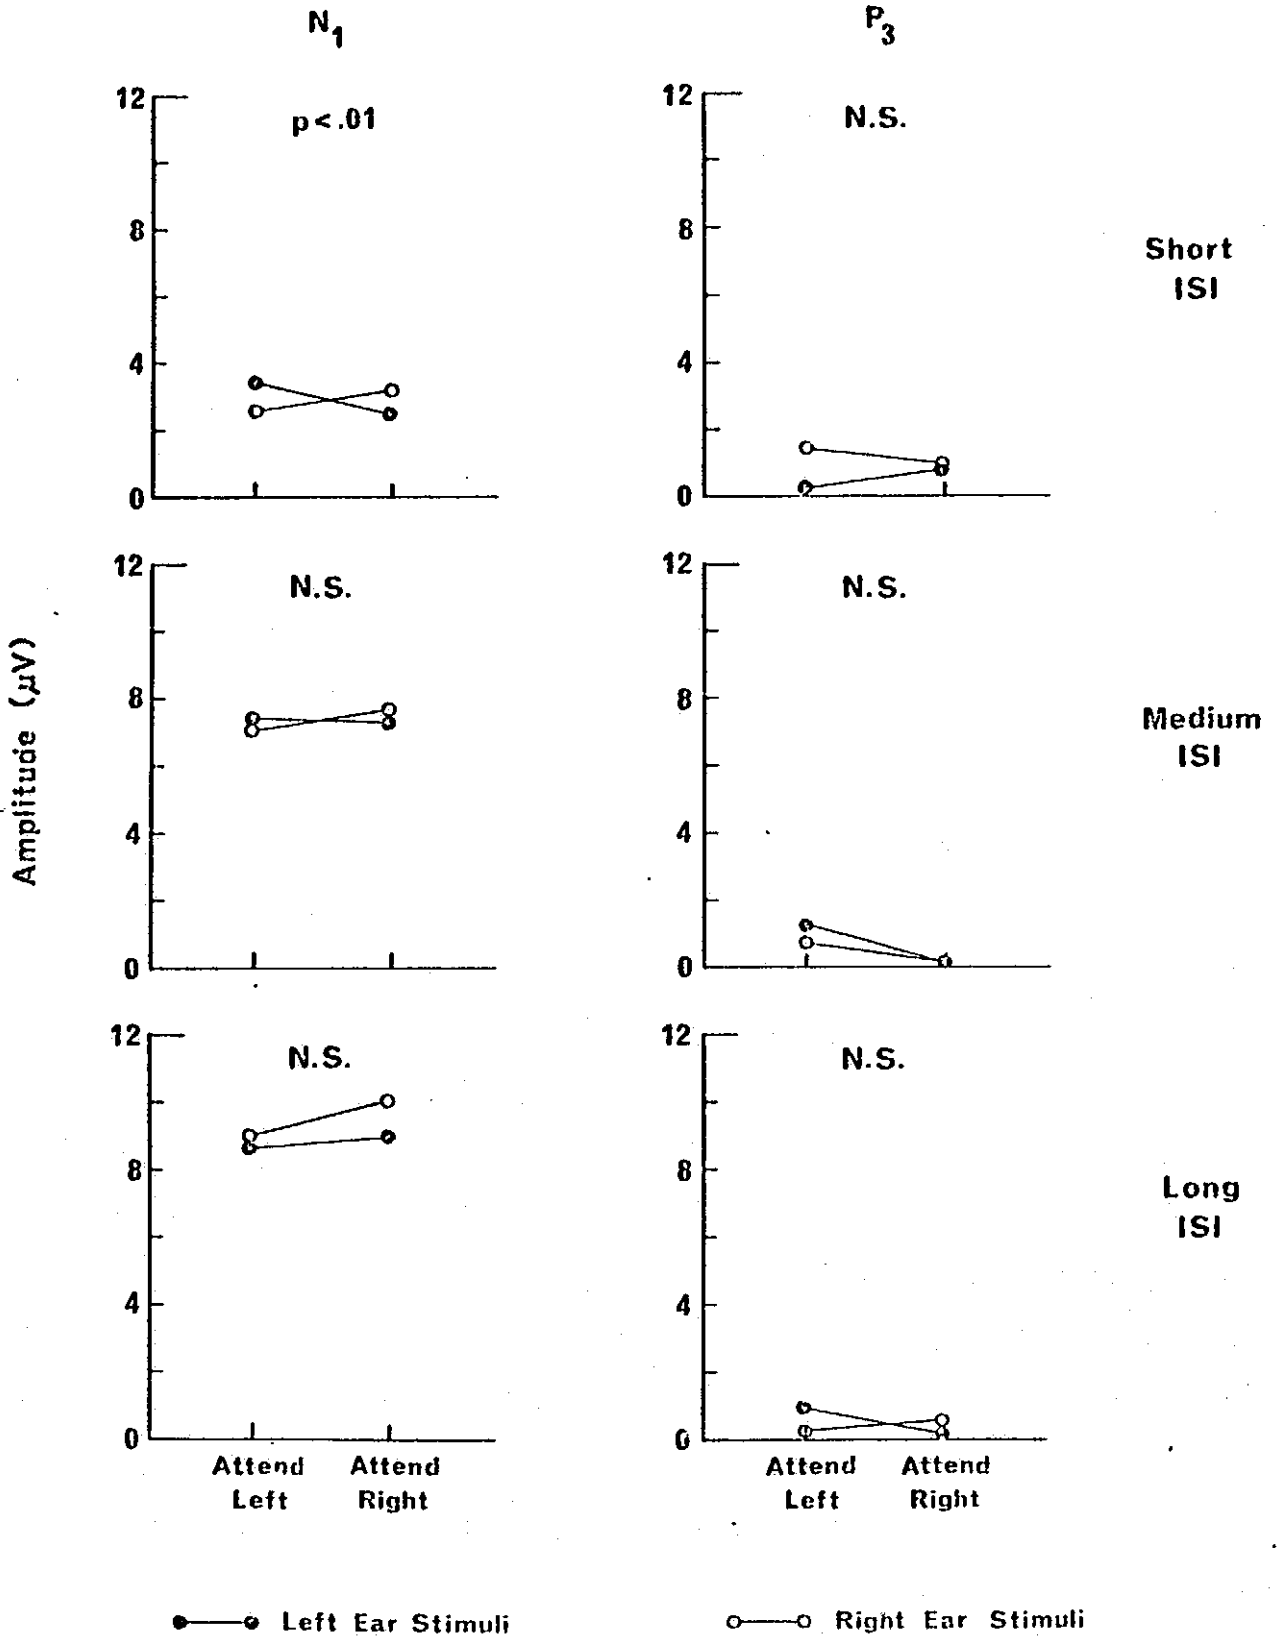 N1
P3
12
p<.01
8
4
0
12
N.S.
8
4
0
Short
ISI
12
N.S.
8
4
0
12
N.S.
8
4
0
Medium
ISI
Amplitude (μV)
12
N.S.
8
4
0
12
N.S.
8
4
0
Long
ISI
Attend Left
Attend Right
Attend Left
Attend Right
Left Ear Stimuli
Right Ear Stimuli